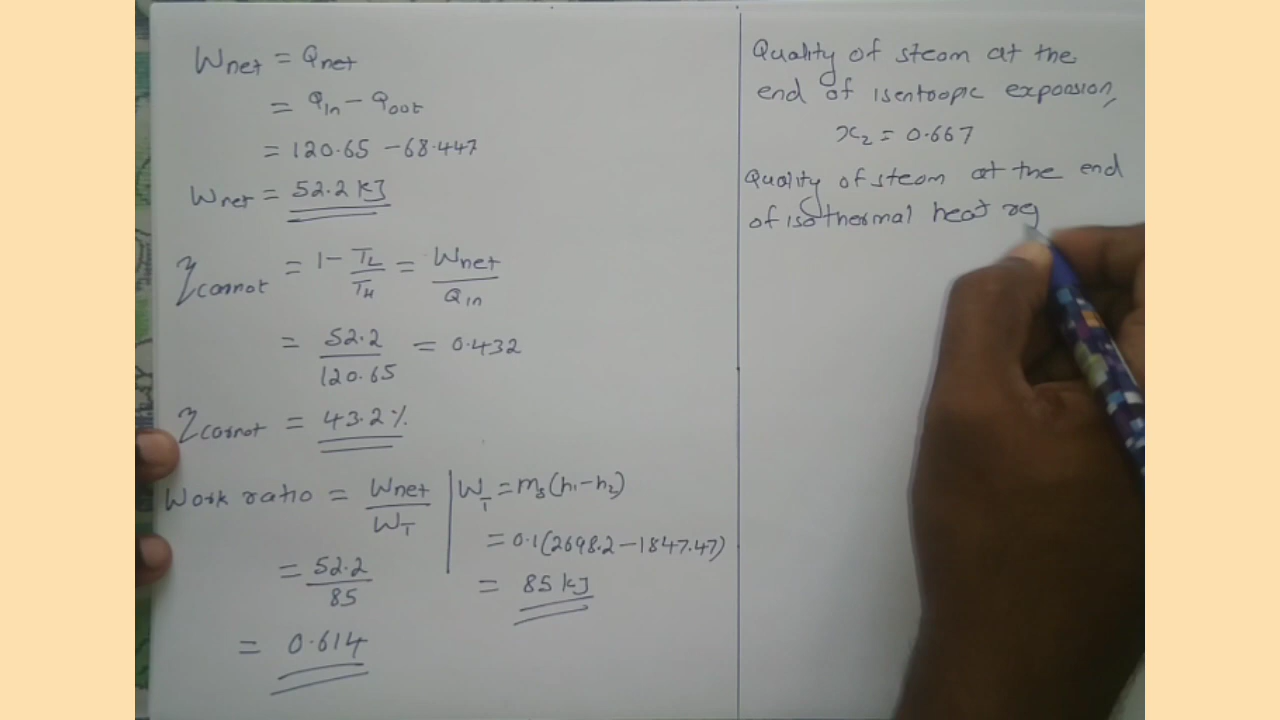 Wnet = Qnet
= Qin - Qout
= 120.65 - 68.447
Wnet = 52.2 kJ
ηcarnot = 1 - TL/TH = Wnet/Qin
= 52.2/120.65 = 0.432
ηcarnot = 43.2%.
Work ratio = Wnet/WT
= 52.2/85
= 0.614
WT = ms(h1-h2)
= 0.1(2698.2-1847.47)
= 85 kJ
Quality of steam at the
end of isentropic expansion,
x2 = 0.667
Quality of steam at the end
of isothermal heat rej